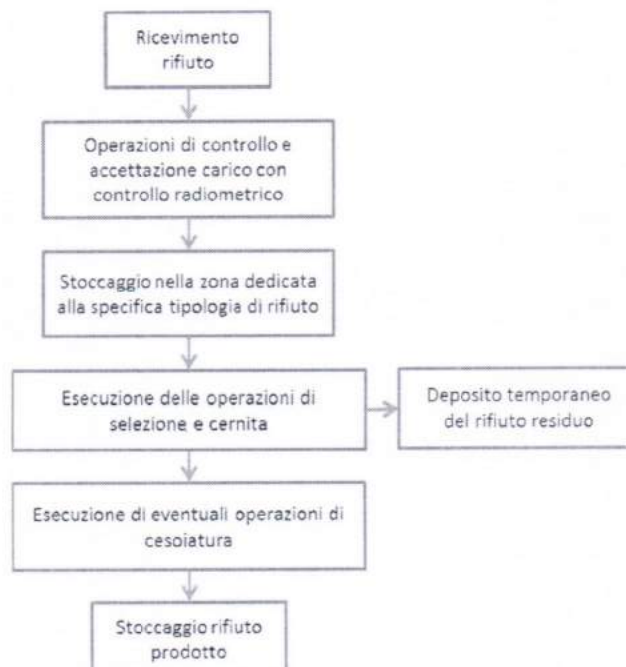 Ricevimento
rifiuto
Operazioni di controllo e
accettazione carico con
controllo radiometrico
Stoccaggio nella zona dedicata
alla specifica tipologia di rifiuto
Esecuzione delle operazioni di
selezione e cernita
Deposito temporaneo
del rifiuto residuo
Esecuzione di eventuali operazioni di
cesoiatura
Stoccaggio rifiuto
prodotto